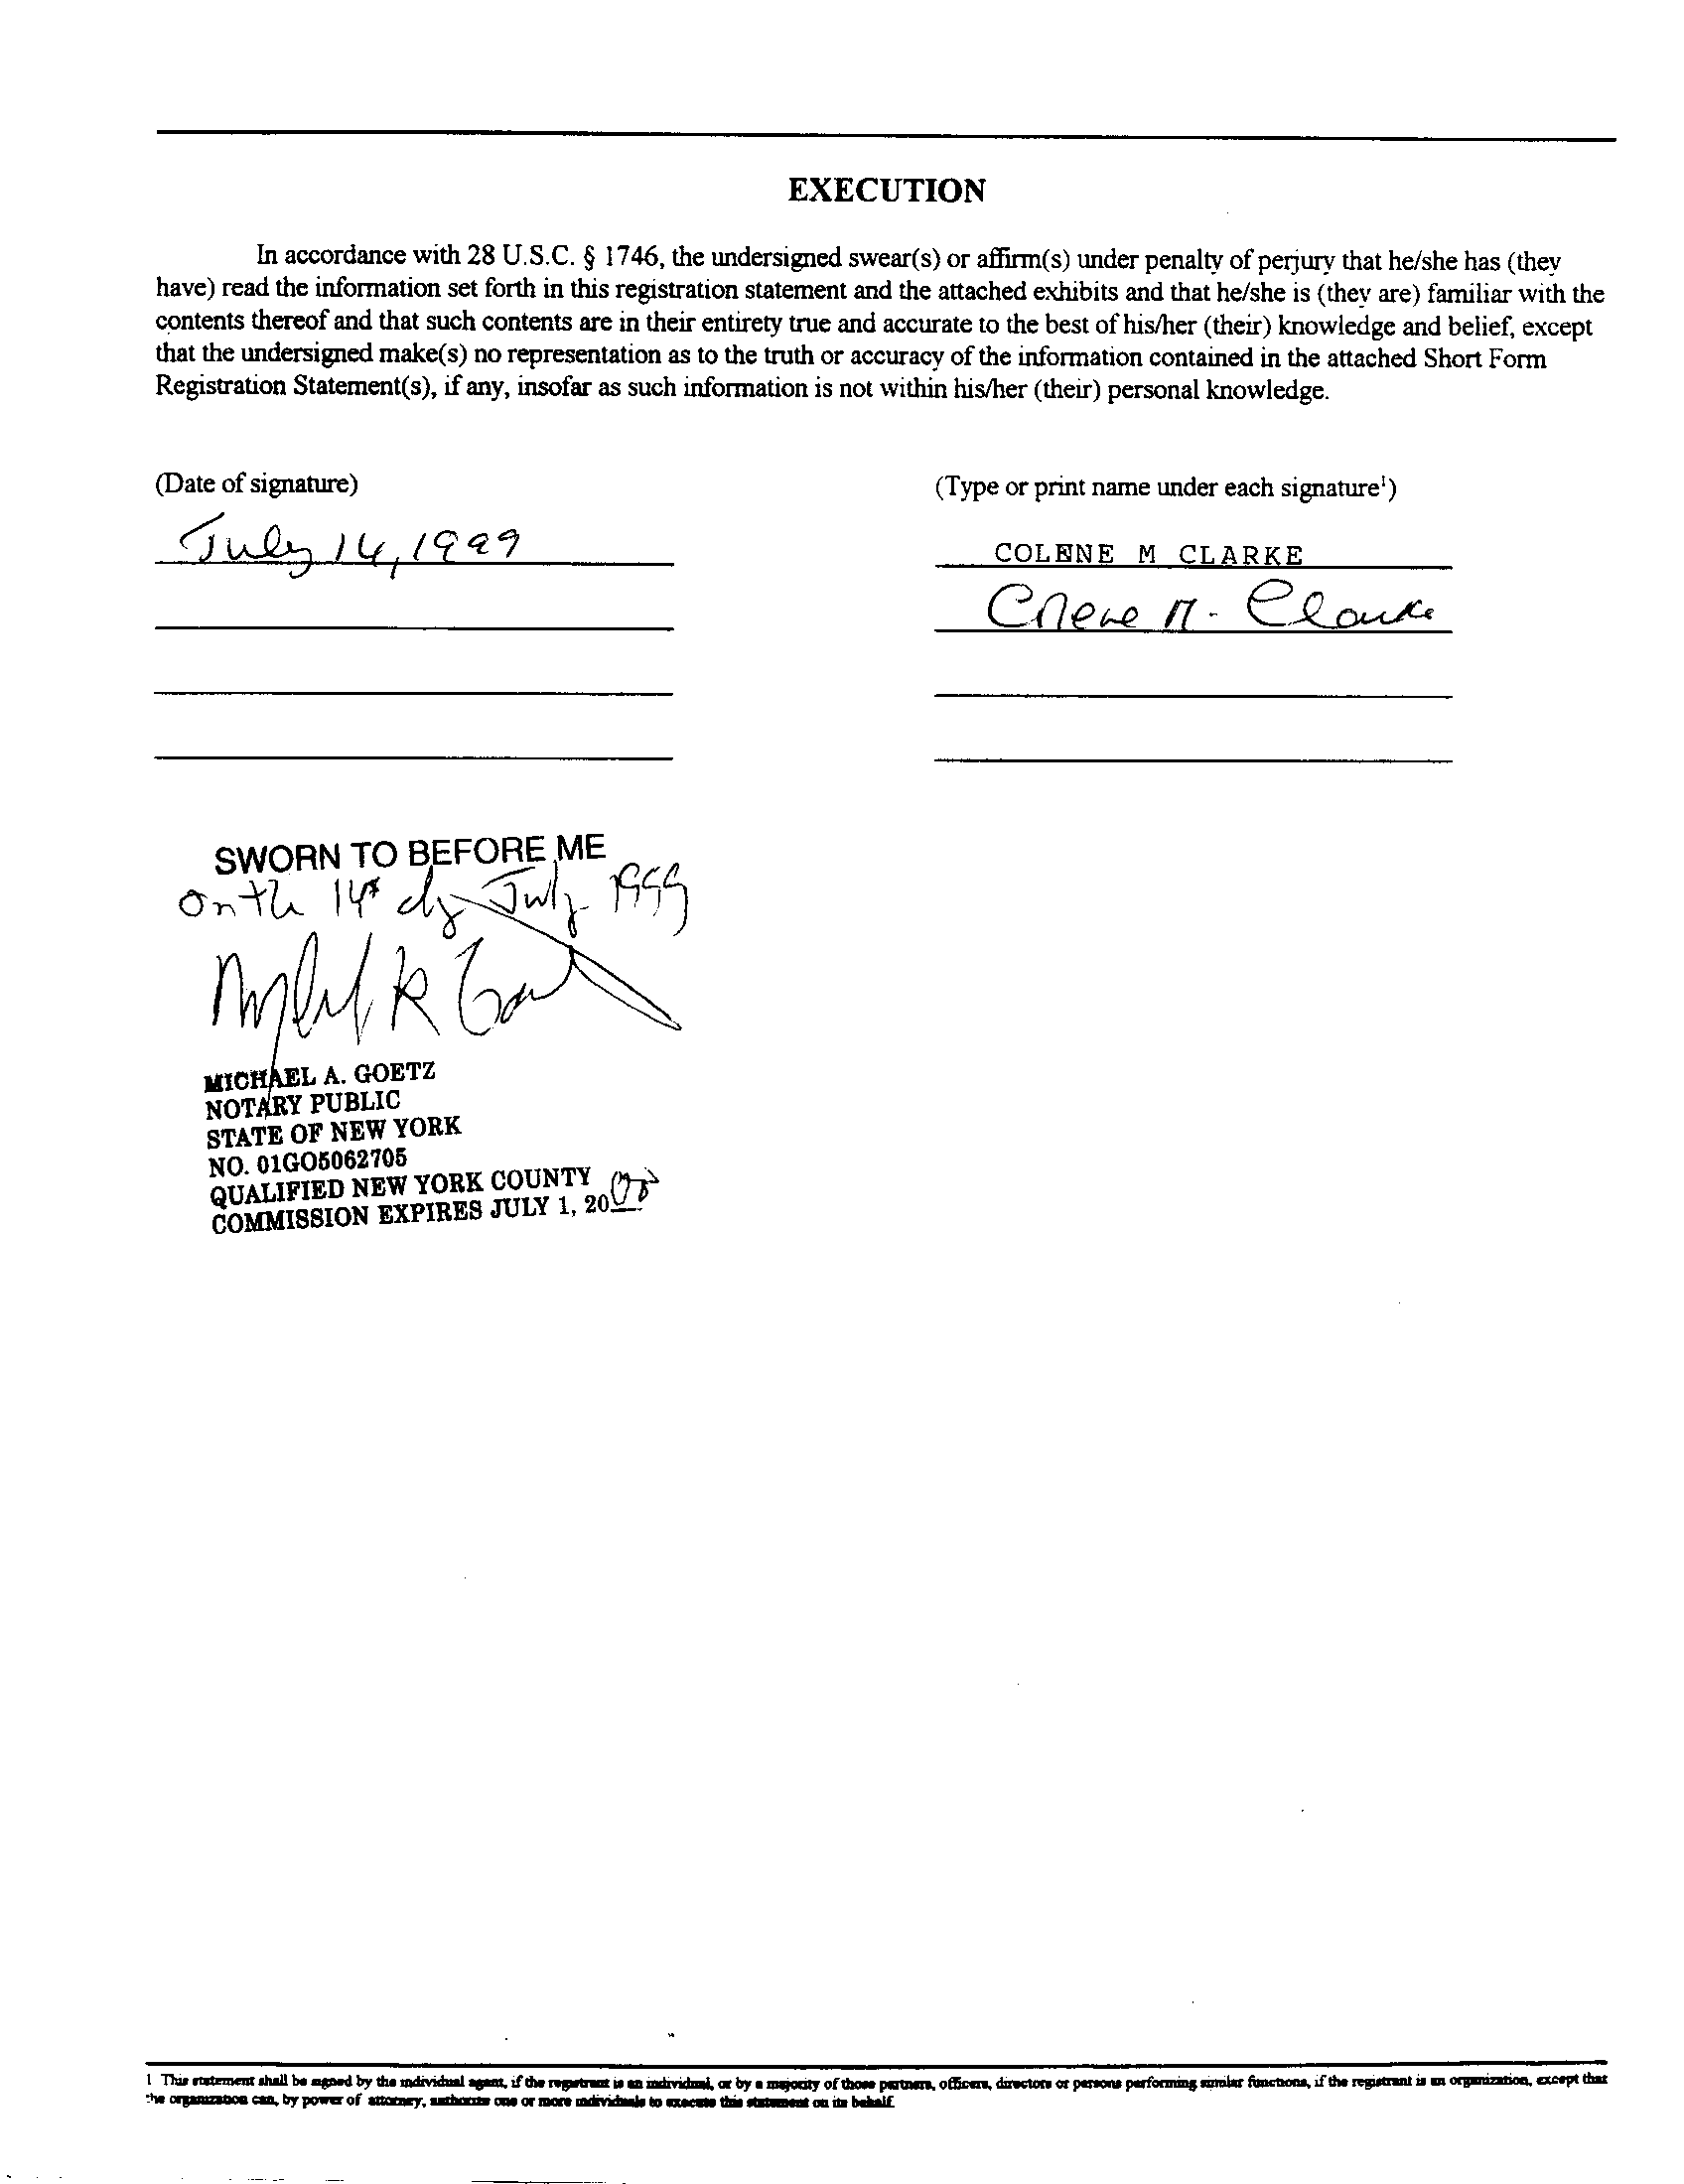 EXECUTION
In accordance with 28 U.S.C. § 1746, the undersigned swear(s) or affirm(s) under penalty of perjury that he/she has (they
have) read the information set forth in this registration statement and the attached exhibits and that he/she is (they are) familiar with the
contents thereof and that such contents are in their entirety true and accurate to the best of his/her (their) knowledge and belief, except
that the undersigned make(s) no representation as to the truth or accuracy of the information contained in the attached Short Form
Registration Statement(s), if any, insofar as such information is not within his/her (their) personal knowledge.
(Date of signature)
(Type or print name under each signature¹)
July 14, 1999
COLENE M CLARKE
Colene M. Clarke
SWORN TO BEFORE ME
on the 14th dy July 1999
MICHAEL A. GOETZ
NOTARY PUBLIC
STATE OF NEW YORK
NO. 01GO5062705
QUALIFIED NEW YORK COUNTY
COMMISSION EXPIRES JULY 1, 20
1 This statement shall be signed by the individual agent, if the registrant is an individual, or by a majority of those partners, officers, directors or persons performing similar functions, if the registrant is an organization, except that
the organization can, by power of attorney, authorize one or more individuals to execute this statement on its behalf.